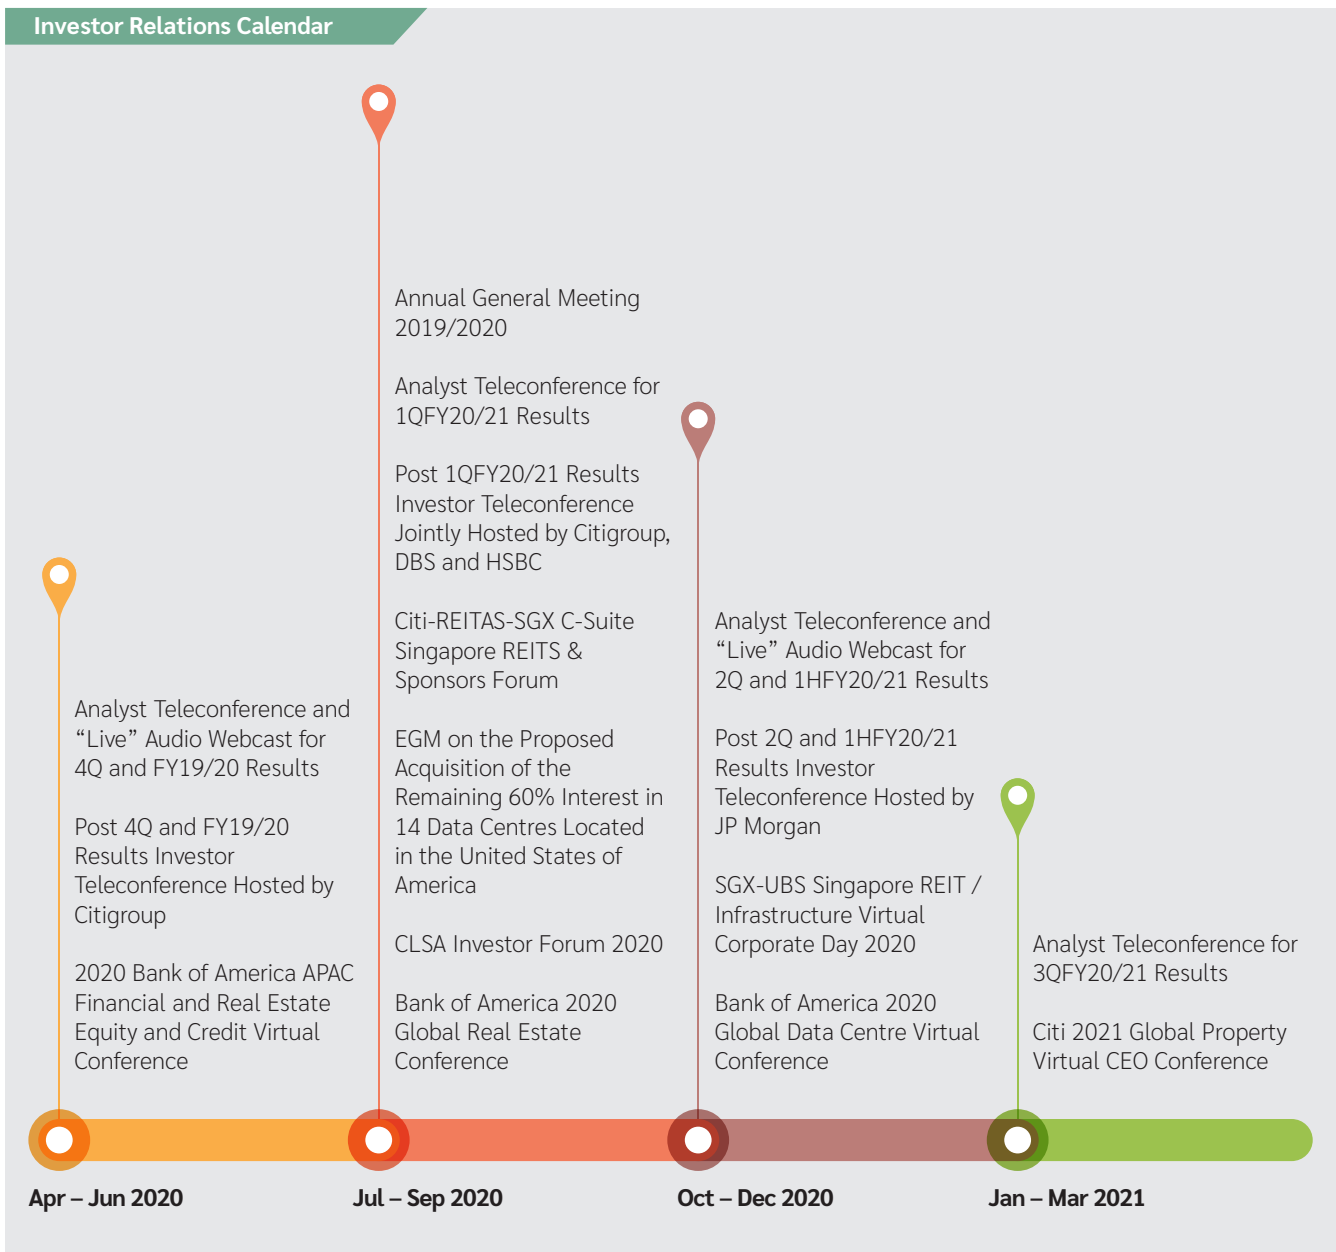 Investor Relations Calendar
Analyst Teleconference and
“Live” Audio Webcast for
4Q and FY19/20 Results
Post 4Q and FY19/20
Results Investor
Teleconference Hosted by
Citigroup
2020 Bank of America APAC
Financial and Real Estate
Equity and Credit Virtual
Conference
Apr – Jun 2020
Annual General Meeting
2019/2020
Analyst Teleconference for
1QFY20/21 Results
Post 1QFY20/21 Results
Investor Teleconference
Jointly Hosted by Citigroup,
DBS and HSBC
Citi-REITAS-SGX C-Suite
Singapore REITS &
Sponsors Forum
EGM on the Proposed
Acquisition of the
Remaining 60% Interest in
14 Data Centres Located
in the United States of
America
CLSA Investor Forum 2020
Bank of America 2020
Global Real Estate
Conference
Jul – Sep 2020
Analyst Teleconference and
“Live” Audio Webcast for
2Q and 1HFY20/21 Results
Post 2Q and 1HFY20/21
Results Investor
Teleconference Hosted by
JP Morgan
SGX-UBS Singapore REIT /
Infrastructure Virtual
Corporate Day 2020
Bank of America 2020
Global Data Centre Virtual
Conference
Oct – Dec 2020
Analyst Teleconference for
3QFY20/21 Results
Citi 2021 Global Property
Virtual CEO Conference
Jan – Mar 2021